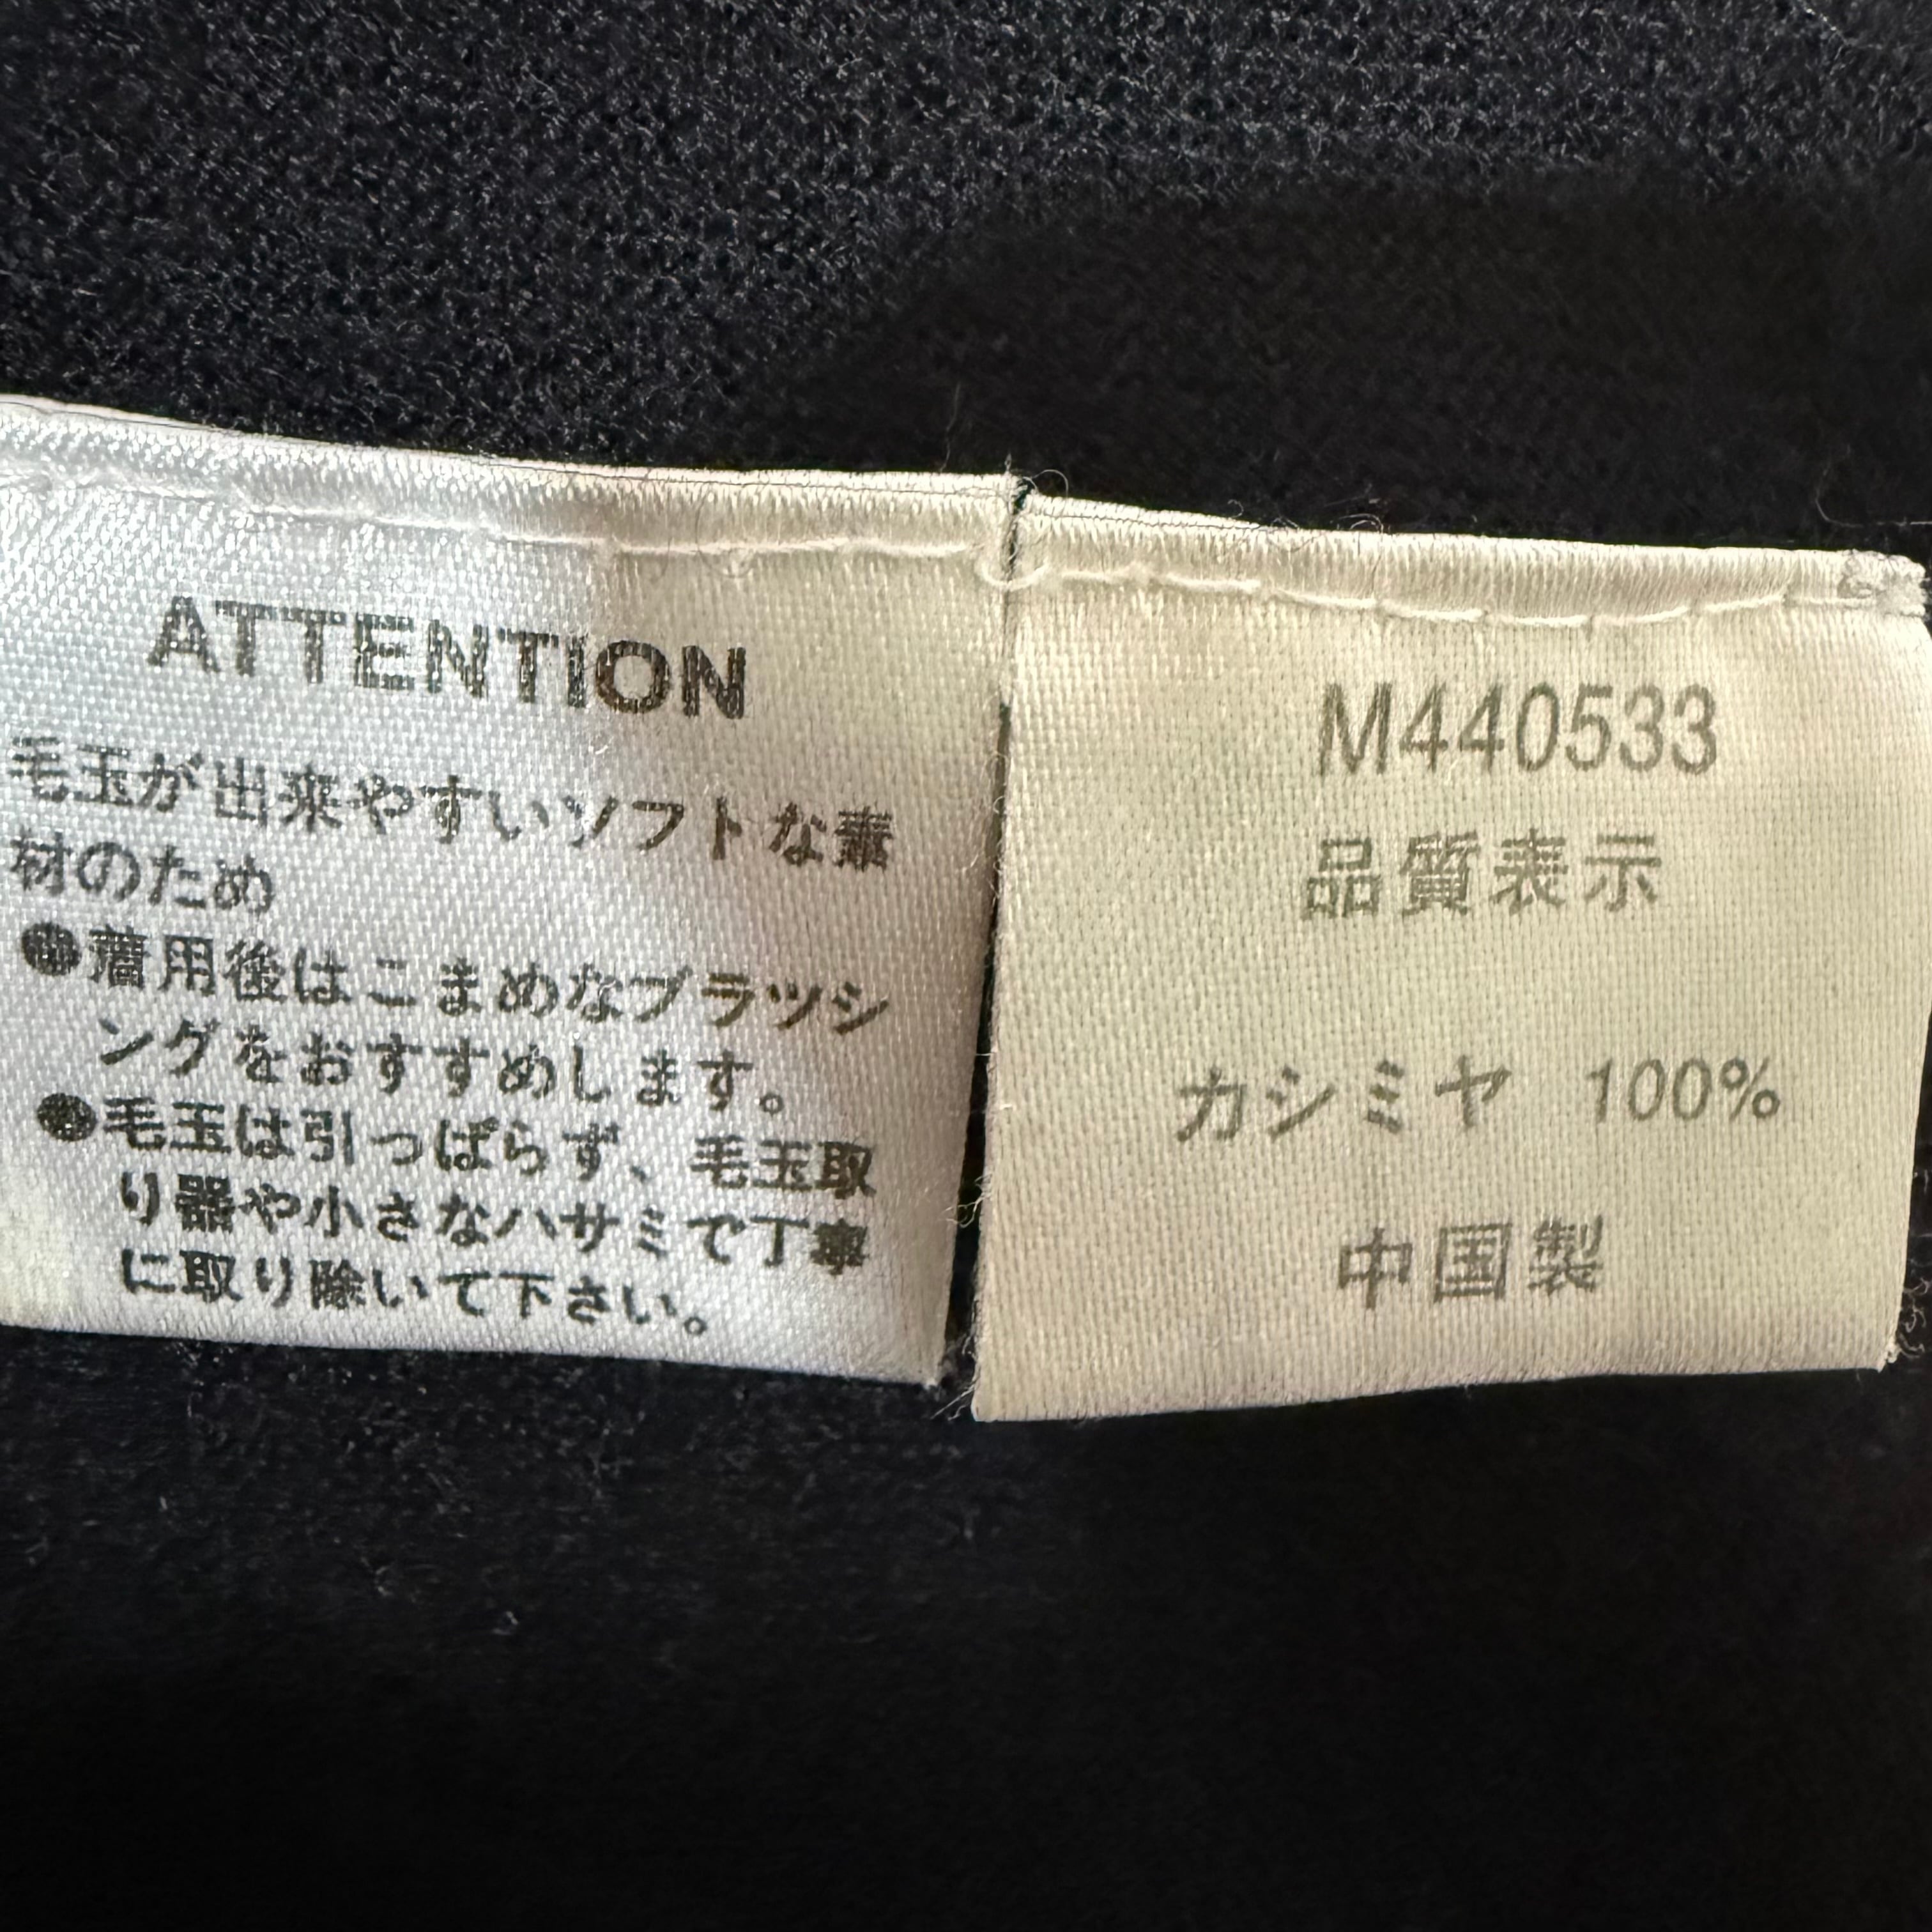 ATTENTION
毛玉が出来やすいソフトな素
材のため
●着用後はこまめなブラッシ
ングをおすすめします。
●毛玉は引っぱらず、毛玉取
り器や小さなハサミで丁寧
に取り除いて下さい。
M440533
品質表示
カシミヤ 100%
中国製